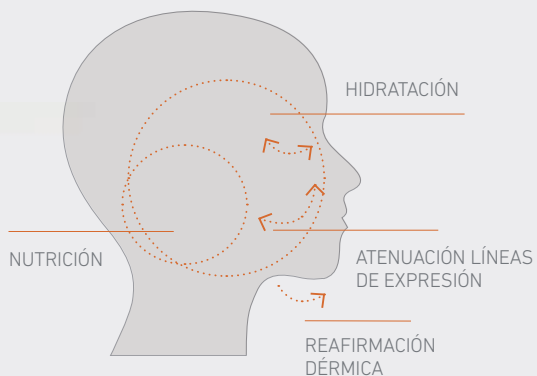 HIDRATACIÓN
NUTRICIÓN
ATENUACIÓN LÍNEAS
DE EXPRESIÓN
REAFIRMACIÓN
DÉRMICA